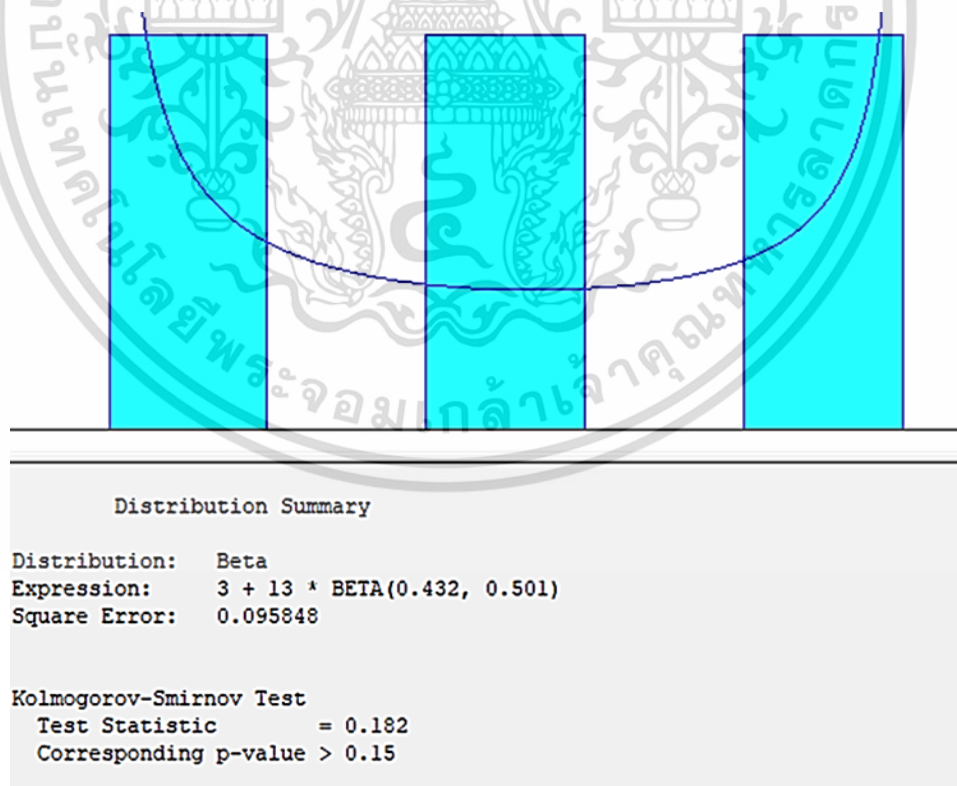 Distribution Summary
Distribution: Beta
Expression: 3 + 13 * BETA(0.432, 0.501)
Square Error: 0.095848
Kolmogorov-Smirnov Test
Test Statistic = 0.182
Corresponding p-value > 0.15